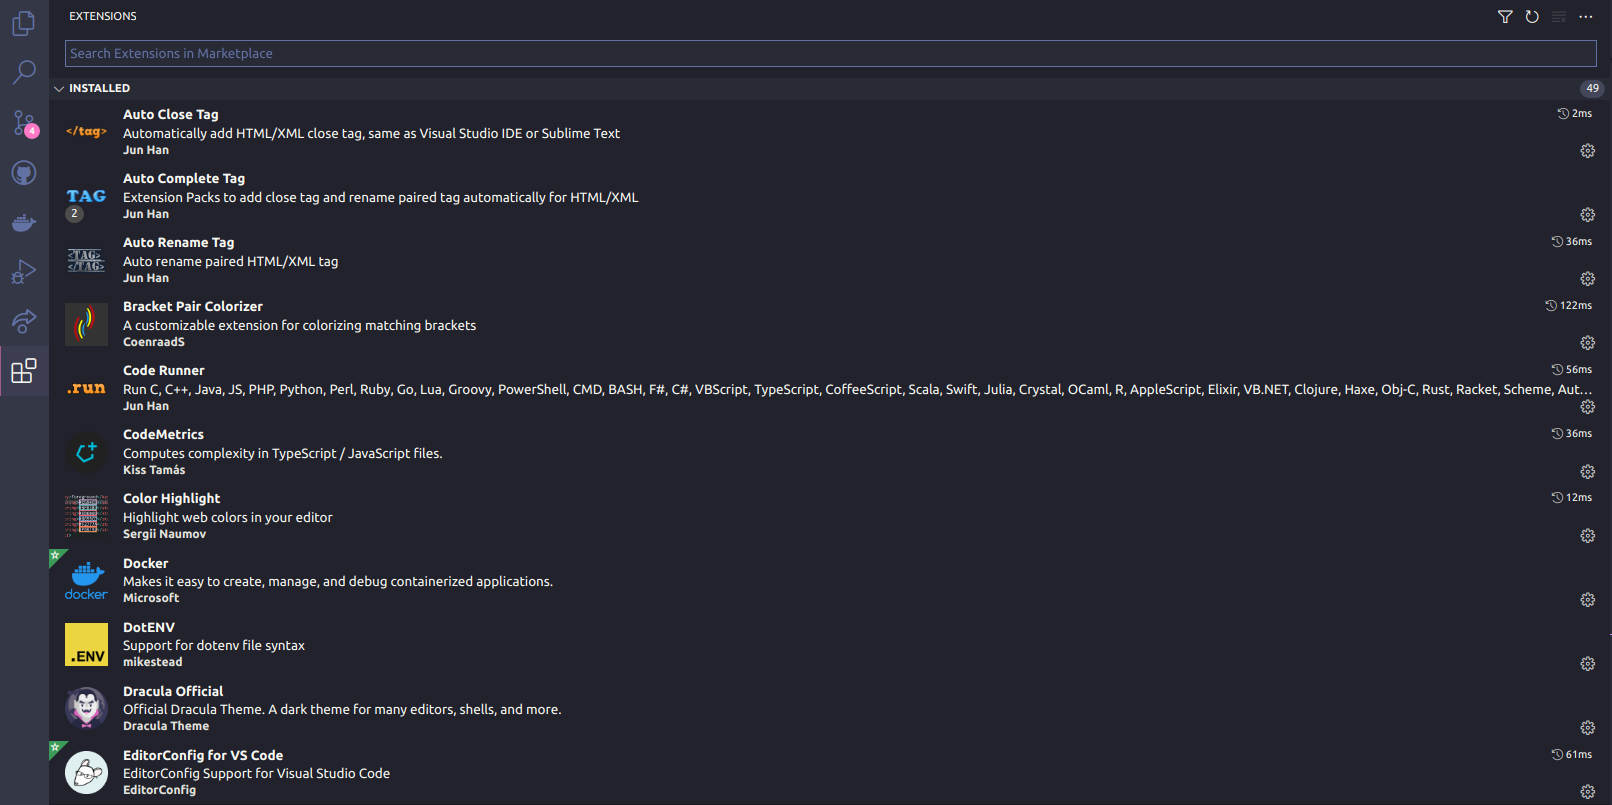 EXTENSIONS
Search Extensions in Marketplace
INSTALLED 49
4
</tag>
Auto Close Tag 2ms
Automatically add HTML/XML close tag, same as Visual Studio IDE or Sublime Text
Jun Han
TAG
2
Auto Complete Tag
Extension Packs to add close tag and rename paired tag automatically for HTML/XML
Jun Han
<TAG>
</TAG>
Auto Rename Tag 36ms
Auto rename paired HTML/XML tag
Jun Han
Bracket Pair Colorizer 122ms
A customizable extension for colorizing matching brackets
CoenraadS
.run
Code Runner 56ms
Run C, C++, Java, JS, PHP, Python, Perl, Ruby, Go, Lua, Groovy, PowerShell, CMD, BASH, F#, C#, VBScript, TypeScript, CoffeeScript, Scala, Swift, Julia, Crystal, OCaml, R, AppleScript, Elixir, VB.NET, Clojure, Haxe, Obj-C, Rust, Racket, Scheme, Aut...
Jun Han
CodeMetrics 36ms
Computes complexity in TypeScript / JavaScript files.
Kiss Tamás
Color Highlight 12ms
Highlight web colors in your editor
Sergii Naumov
docker
Docker
Makes it easy to create, manage, and debug containerized applications.
Microsoft
.ENV
DotENV
Support for dotenv file syntax
mikestead
Dracula Official
Official Dracula Theme. A dark theme for many editors, shells, and more.
Dracula Theme
EditorConfig for VS Code 61ms
EditorConfig Support for Visual Studio Code
EditorConfig